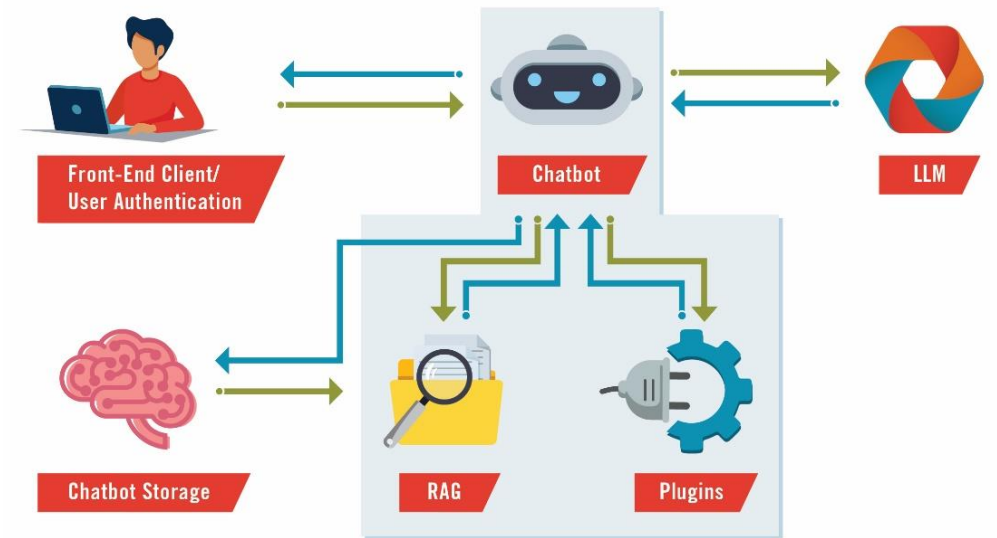 Front-End Client/
User Authentication
Chatbot
LLM
Chatbot Storage
RAG
Plugins